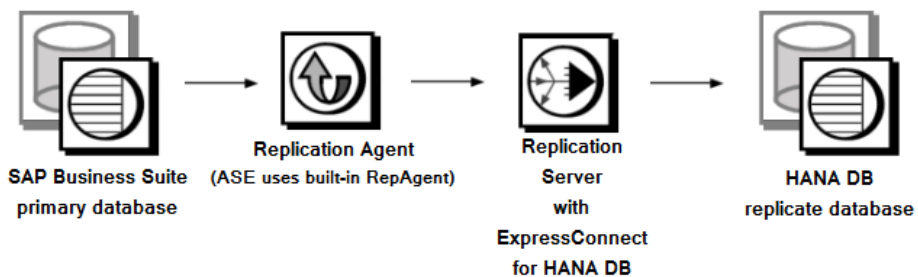 SAP Business Suite
primary database
Replication Agent
(ASE uses built-in RepAgent)
Replication
Server
with
ExpressConnect
for HANA DB
HANA DB
replicate database